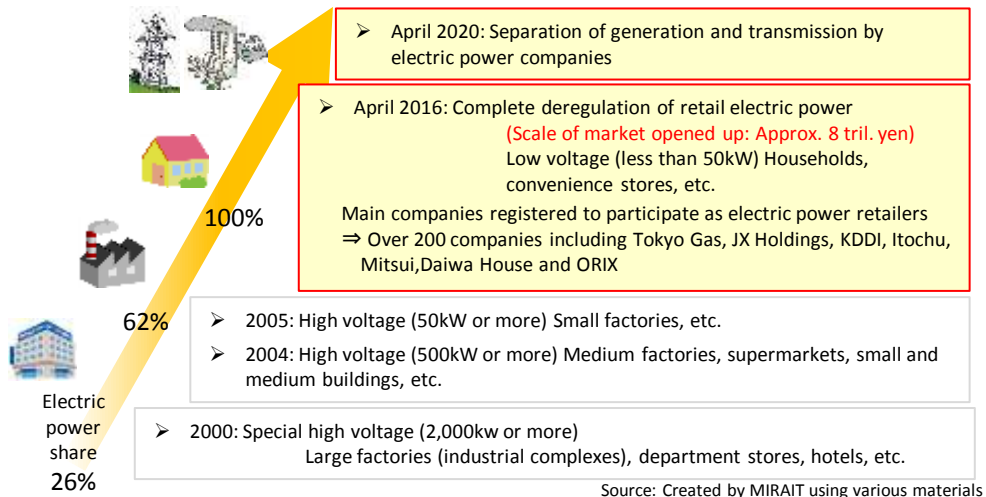 ➢ April 2020: Separation of generation and transmission by
electric power companies
➢ April 2016: Complete deregulation of retail electric power
(Scale of market opened up: Approx. 8 tril. yen)
Low voltage (less than 50kW) Households,
convenience stores, etc.
Main companies registered to participate as electric power retailers
⇒ Over 200 companies including Tokyo Gas, JX Holdings, KDDI, Itochu,
Mitsui,Daiwa House and ORIX
100%
➢ 2005: High voltage (50kW or more) Small factories, etc.
62%
➢ 2004: High voltage (500kW or more) Medium factories, supermarkets, small and
medium buildings, etc.
Electric
power
share
26%
➢ 2000: Special high voltage (2,000kw or more)
Large factories (industrial complexes), department stores, hotels, etc.
Source: Created by MIRAIT using various materials